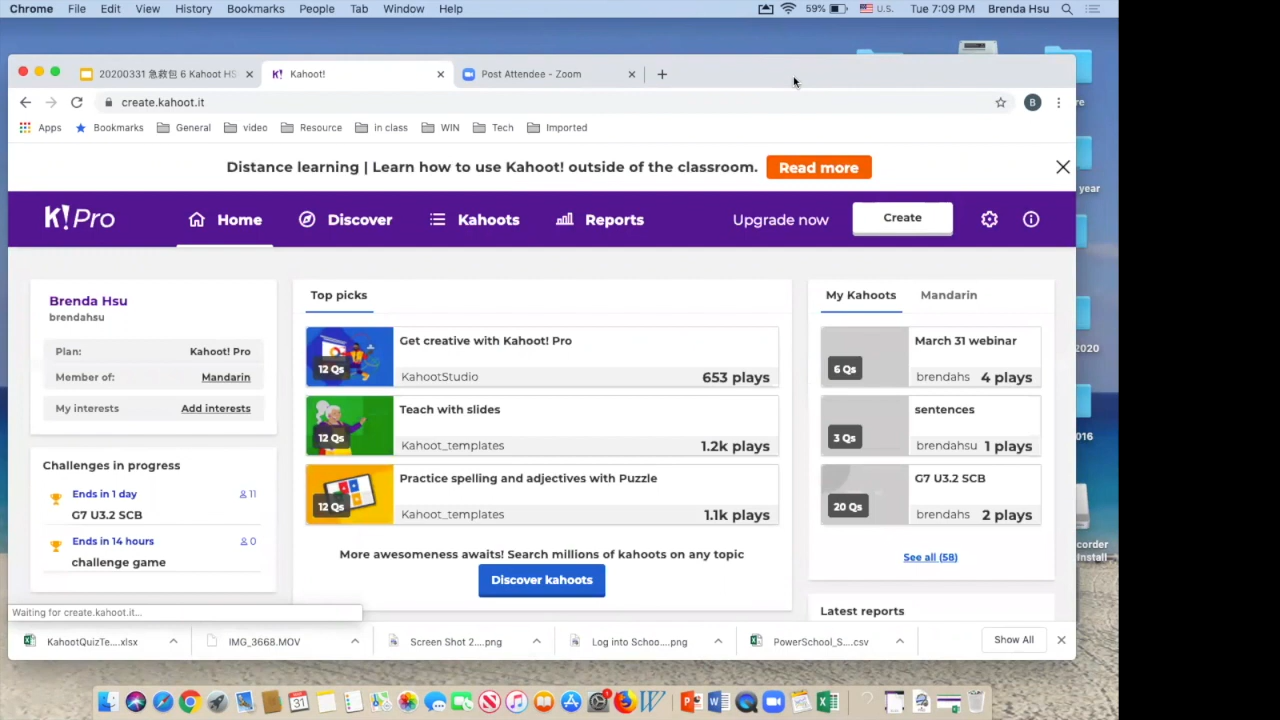 Chrome File Edit View History Bookmarks People Tab Window Help 59% U.S. Tue 7:09 PM Brenda Hsu
20200331 急救包 6 Kahoot HS
Kahoot!
Post Attendee - Zoom
create.kahoot.it
B
Apps Bookmarks General video Resource in class WIN Tech Imported
Distance learning | Learn how to use Kahoot! outside of the classroom. Read more
K! Pro Home Discover Kahoots Reports Upgrade now Create
Brenda Hsu
brendahsu
Plan: Kahoot! Pro
Member of: Mandarin
My interests Add interests
Challenges in progress
Ends in 1 day 11
G7 U3.2 SCB
Ends in 14 hours 0
challenge game
Top picks
Get creative with Kahoot! Pro
12 Qs
KahootStudio 653 plays
Teach with slides
12 Qs
Kahoot_templates 1.2k plays
Practice spelling and adjectives with Puzzle
12 Qs
Kahoot_templates 1.1k plays
More awesomeness awaits! Search millions of kahoots on any topic
Discover kahoots
My Kahoots Mandarin
March 31 webinar
6 Qs
brendahs 4 plays
sentences
3 Qs
brendahsu 1 plays
G7 U3.2 SCB
20 Qs
brendahs 2 plays
See all (58)
Latest reports
Waiting for create.kahoot.it...
KahootQuizTe....xlsx IMG_3668.MOV Screen Shot 2....png Log into Schoo....png PowerSchool_S....csv Show All
year
2020
016
corder
nstall
31